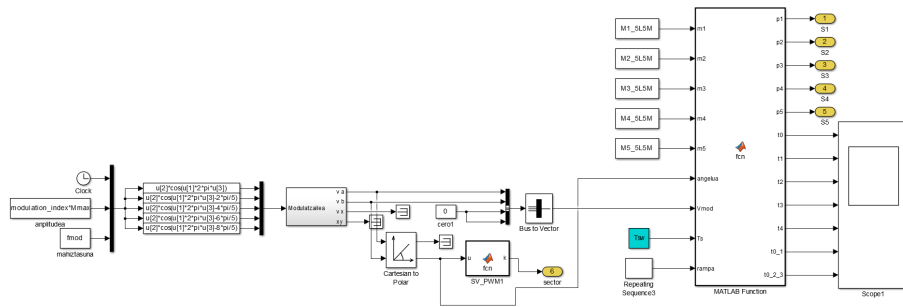 Clock
modulation_index*Mmax
anplitudea
fmod
mahiztasuna
u[2]*cos(u[1]*2*pi*u[3])
u[2]*cos(u[1]*2*pi*u[3]-2*pi/5)
u[2]*cos(u[1]*2*pi*u[3]-4*pi/5)
u[2]*cos(u[1]*2*pi*u[3]-6*pi/5)
u[2]*cos(u[1]*2*pi*u[3]-8*pi/5)
Modulatzailea
v a
v b
v x
xy
Cartesian to
Polar
0
cero1
Bus to Vector
u
fcn
k
SV_PWM1
6
sector
M1_5L5M
M2_5L5M
M3_5L5M
M4_5L5M
M5_5L5M
Tsw
Repeating
Sequence3
m1
m2
m3
m4
m5
angelua
Vmod
Ts
rampa
fcn
p1
p2
p3
p4
p5
t0
t1
t2
t3
t4
t0_1
t0_2_3
MATLAB Function
1
S1
2
S2
3
S3
4
S4
5
S5
Scope1